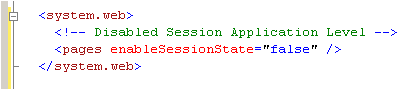 <system.web>
<!-- Disabled Session Application Level -->
<pages enableSessionState="false" />
</system.web>